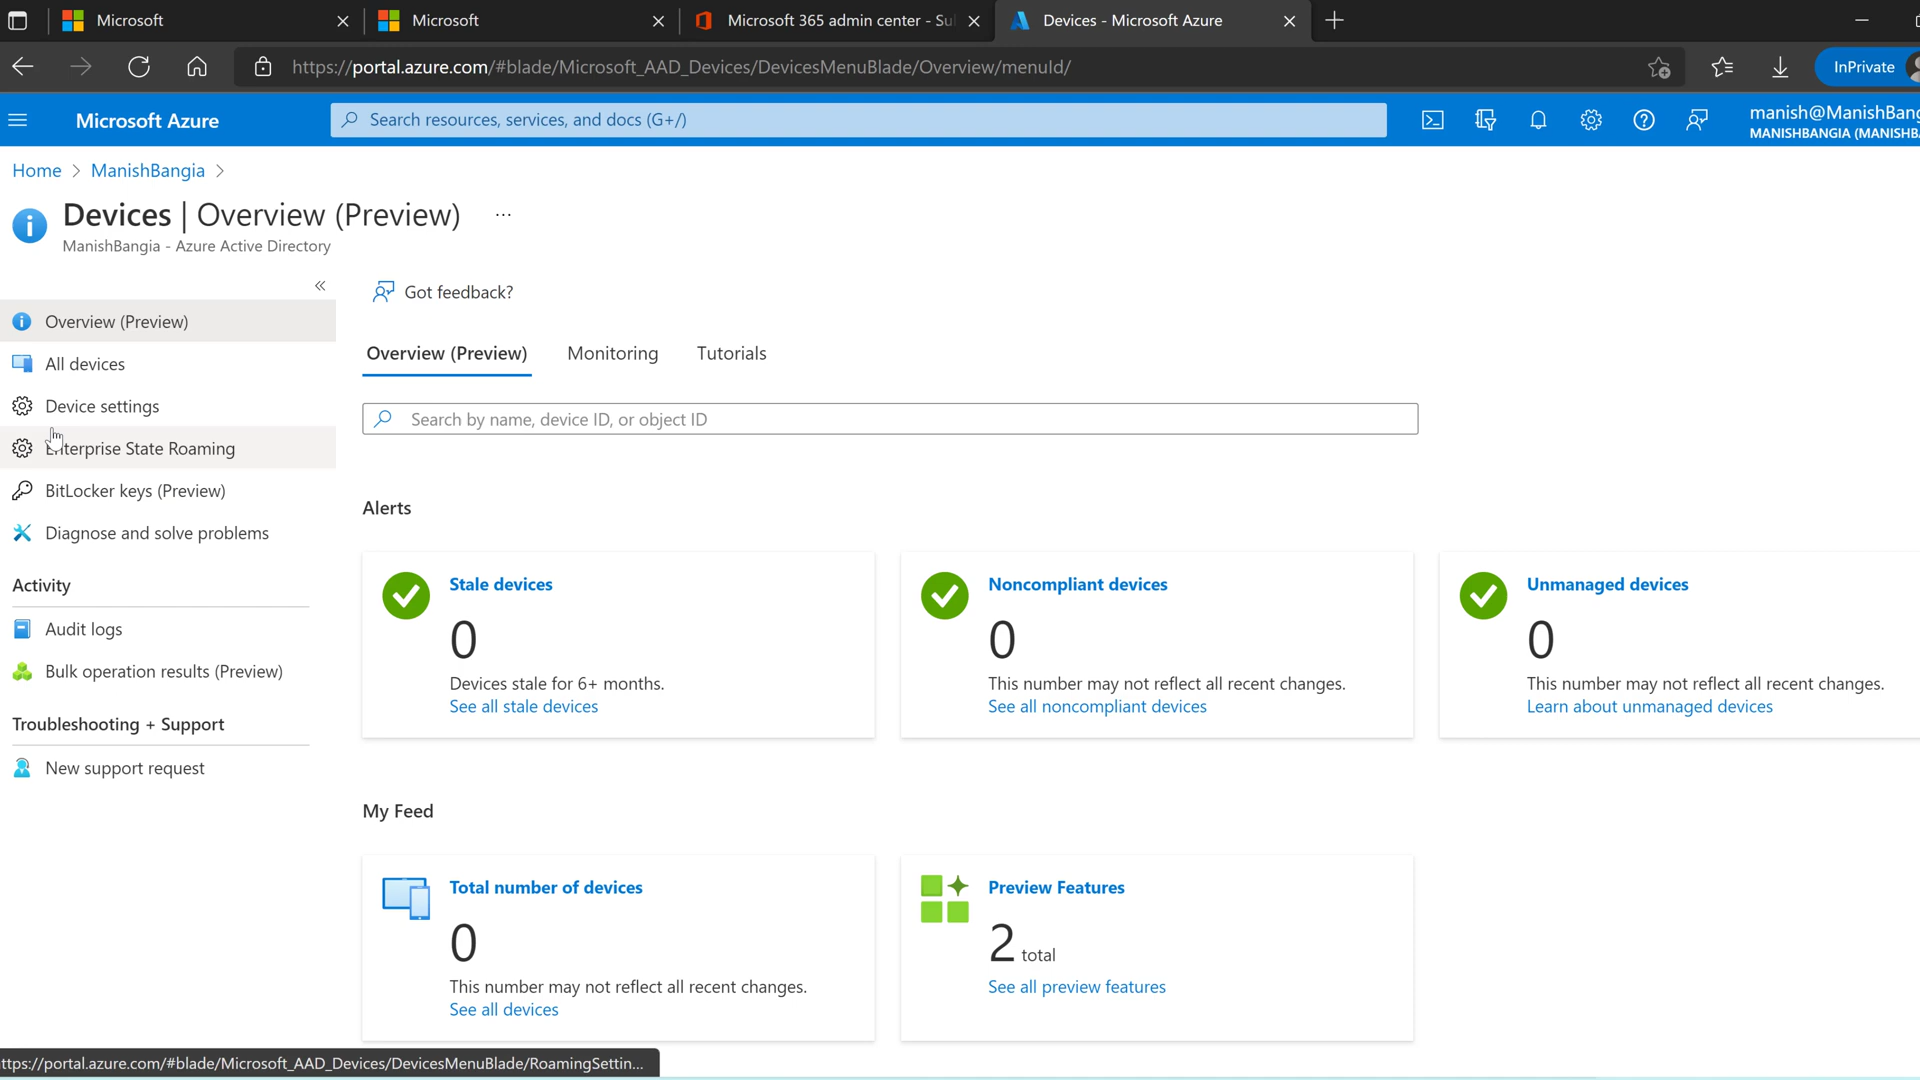 Microsoft
Microsoft
Microsoft 365 admin center - Su
Devices - Microsoft Azure
https://portal.azure.com/#blade/Microsoft_AAD_Devices/DevicesMenuBlade/Overview/menuId/
InPrivate
Microsoft Azure
Search resources, services, and docs (G+/)
manish@ManishBang
MANISHBANGIA (MANISHBA
Home > ManishBangia >
Devices | Overview (Preview) ...
ManishBangia - Azure Active Directory
Overview (Preview)
All devices
Device settings
Enterprise State Roaming
BitLocker keys (Preview)
Diagnose and solve problems
Activity
Audit logs
Bulk operation results (Preview)
Troubleshooting + Support
New support request
Got feedback?
Overview (Preview) Monitoring Tutorials
Search by name, device ID, or object ID
Alerts
Stale devices
0
Devices stale for 6+ months.
See all stale devices
Noncompliant devices
0
This number may not reflect all recent changes.
See all noncompliant devices
Unmanaged devices
0
This number may not reflect all recent changes.
Learn about unmanaged devices
My Feed
Total number of devices
0
This number may not reflect all recent changes.
See all devices
Preview Features
2 total
See all preview features
ttps://portal.azure.com/#blade/Microsoft_AAD_Devices/DevicesMenuBlade/RoamingSettin...